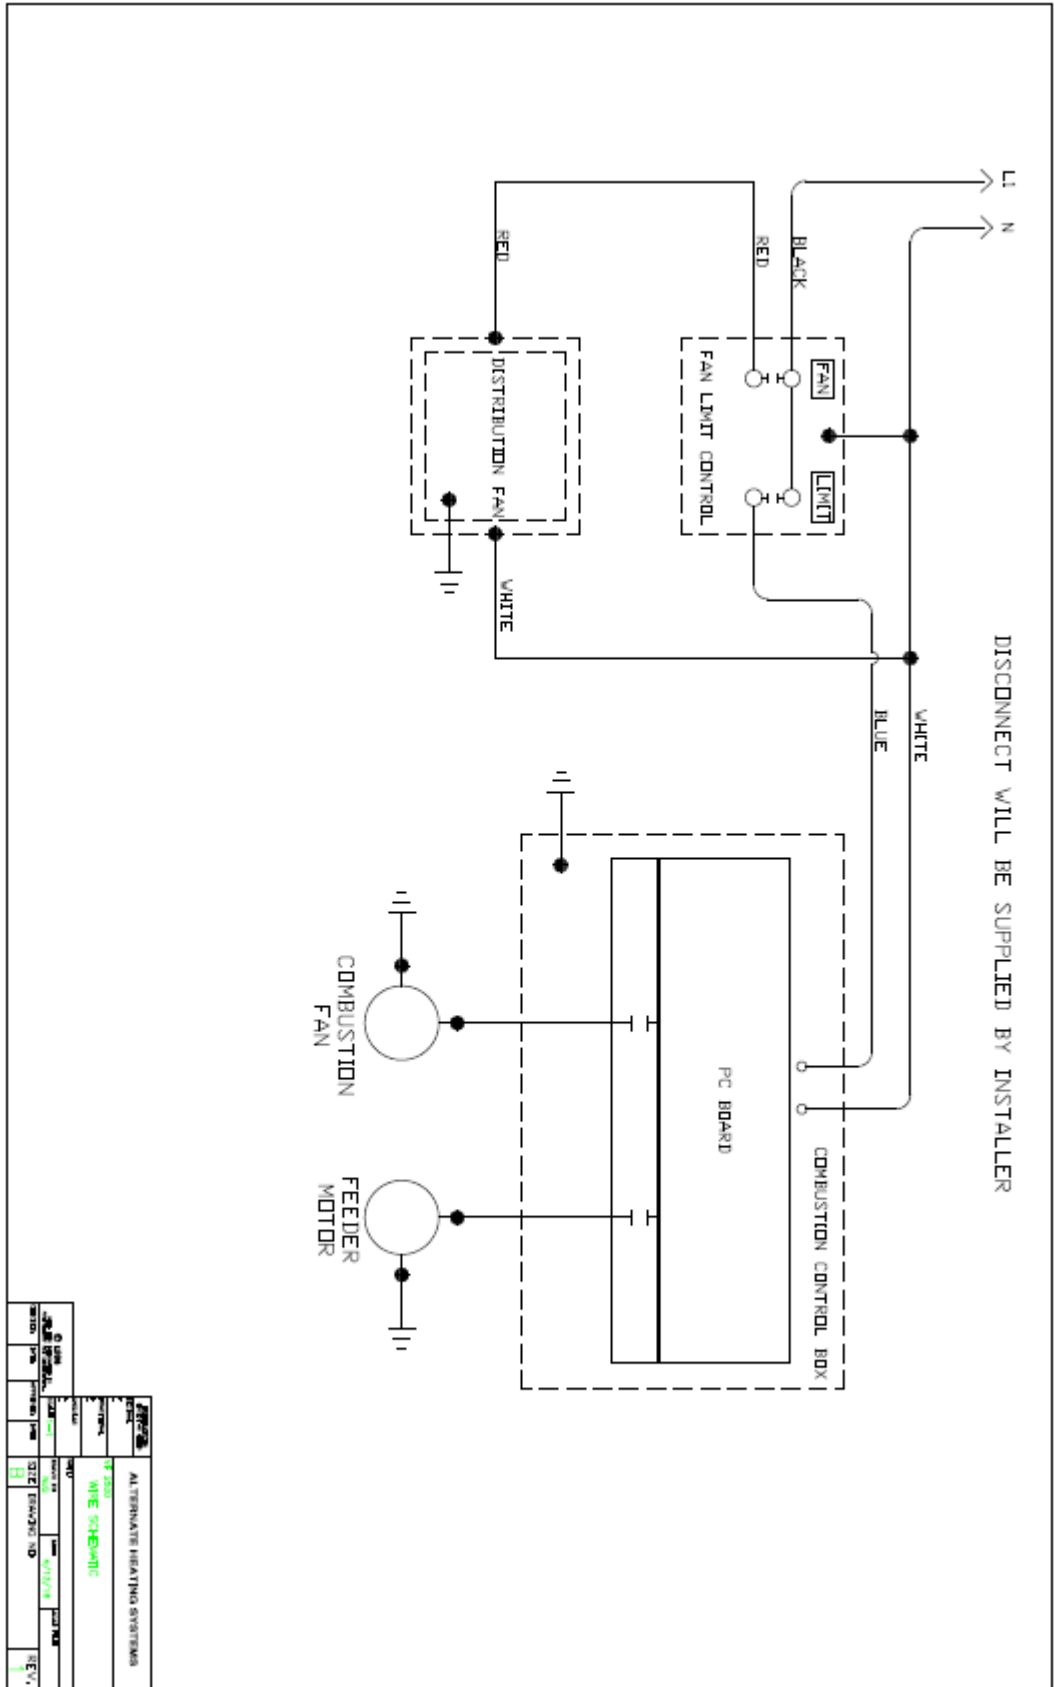 DISCONNECT WILL BE SUPPLIED BY INSTALLER
L1
N
BLACK
RED
RED
FAN
LIMIT
FAN LIMIT CONTROL
DISTRIBUTION FAN
WHITE
WHITE
BLUE
COMBUSTION CONTROL BOX
PC BOARD
COMBUSTION
FAN
FEEDER
MOTOR
ALTERNATE HEATING SYSTEMS
WIRE SCHEMATIC
SIZE
B
DRAWING NO
REV.
1